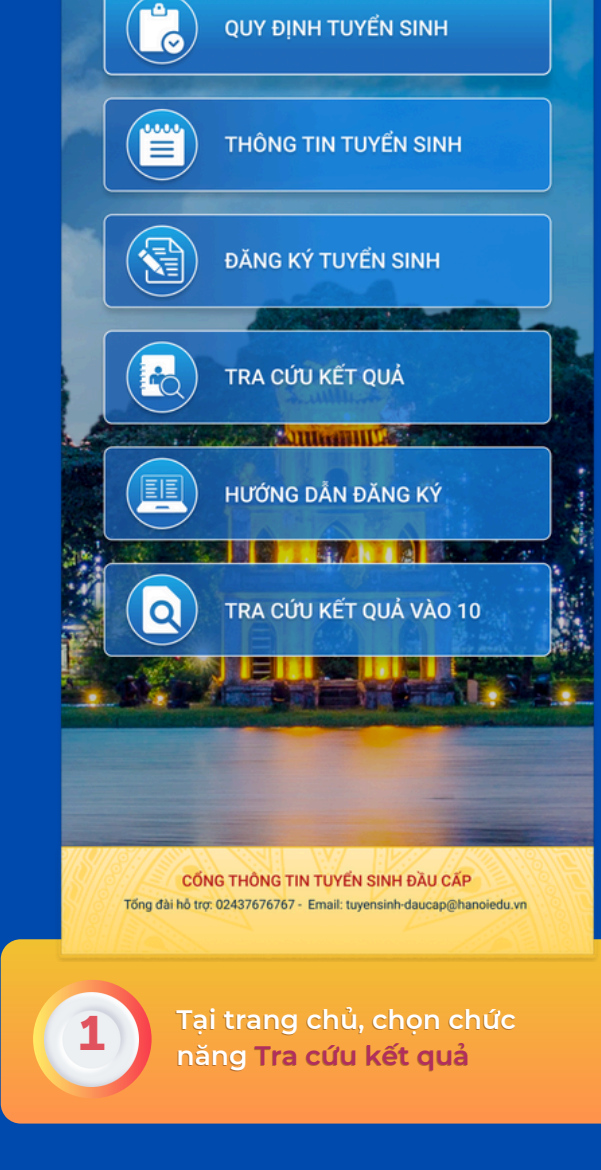 QUY ĐỊNH TUYỂN SINH
THÔNG TIN TUYỂN SINH
ĐĂNG KÝ TUYỂN SINH
TRA CỨU KẾT QUẢ
HƯỚNG DẪN ĐĂNG KÝ
TRA CỨU KẾT QUẢ VÀO 10
CỔNG THÔNG TIN TUYỂN SINH ĐẦU CẤP
Tổng đài hỗ trợ: 02437676767 - Email: tuyensinh-daucap@hanoiedu.vn
1
Tại trang chủ, chọn chức
năng Tra cứu kết quả